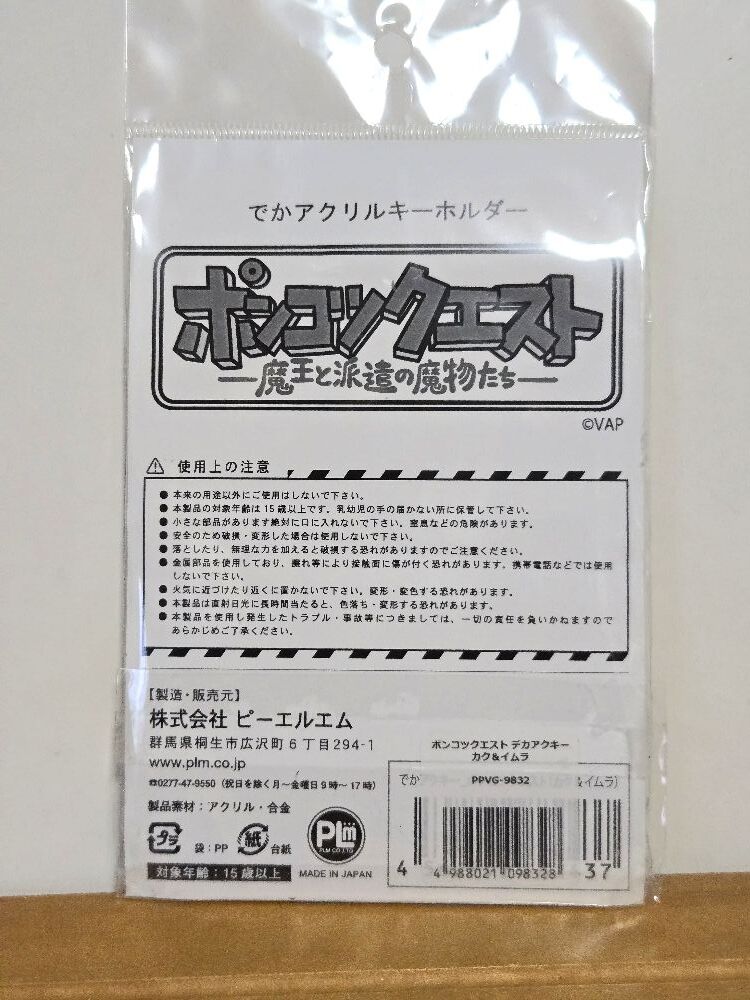 でかアクリルキーホルダー
ポンコツクエスト
―魔王と派遣の魔物たち―
©VAP
使用上の注意
●本来の用途以外にご使用はしないで下さい。
●本製品の対象年齢は15歳以上です。乳幼児の手の届かない所に保管して下さい。
●小さな部品があります絶対に口に入れないで下さい。窒息などの危険があります。
●安全のため破損・変形した場合は使用しないで下さい。
●落としたり、無理な力を加えると破損する恐れがありますのでご注意ください。
●金属部品を使用しており、擦れ等により接触面に傷が付く恐れがあります。携帯電話などでは使用
しないで下さい。
●火気に近づけたり近くに置かないで下さい。変形・変色する恐れがあります。
●本製品は直射日光に長時間当たると、色落ち・変形する恐れがあります。
●本製品を使用し発生したトラブル・事故等につきましては、一切の責任を負いかねますので
あらかじめご了承ください。
【製造・販売元】
株式会社 ピーエルエム
群馬県桐生市広沢町6丁目294-1
www.plm.co.jp
☎0277-47-9550（祝日を除く月～金曜日9時～17時）
製品素材：アクリル・合金
プラ 袋：PP 紙 台紙
対象年齢：15歳以上
Plm
PLM CO.,LTD
MADE IN JAPAN
ポンコツクエスト デカアクキー
カク&イムラ
PPVG-9832
でか
&イムラ)
4 988021 098328
4
37